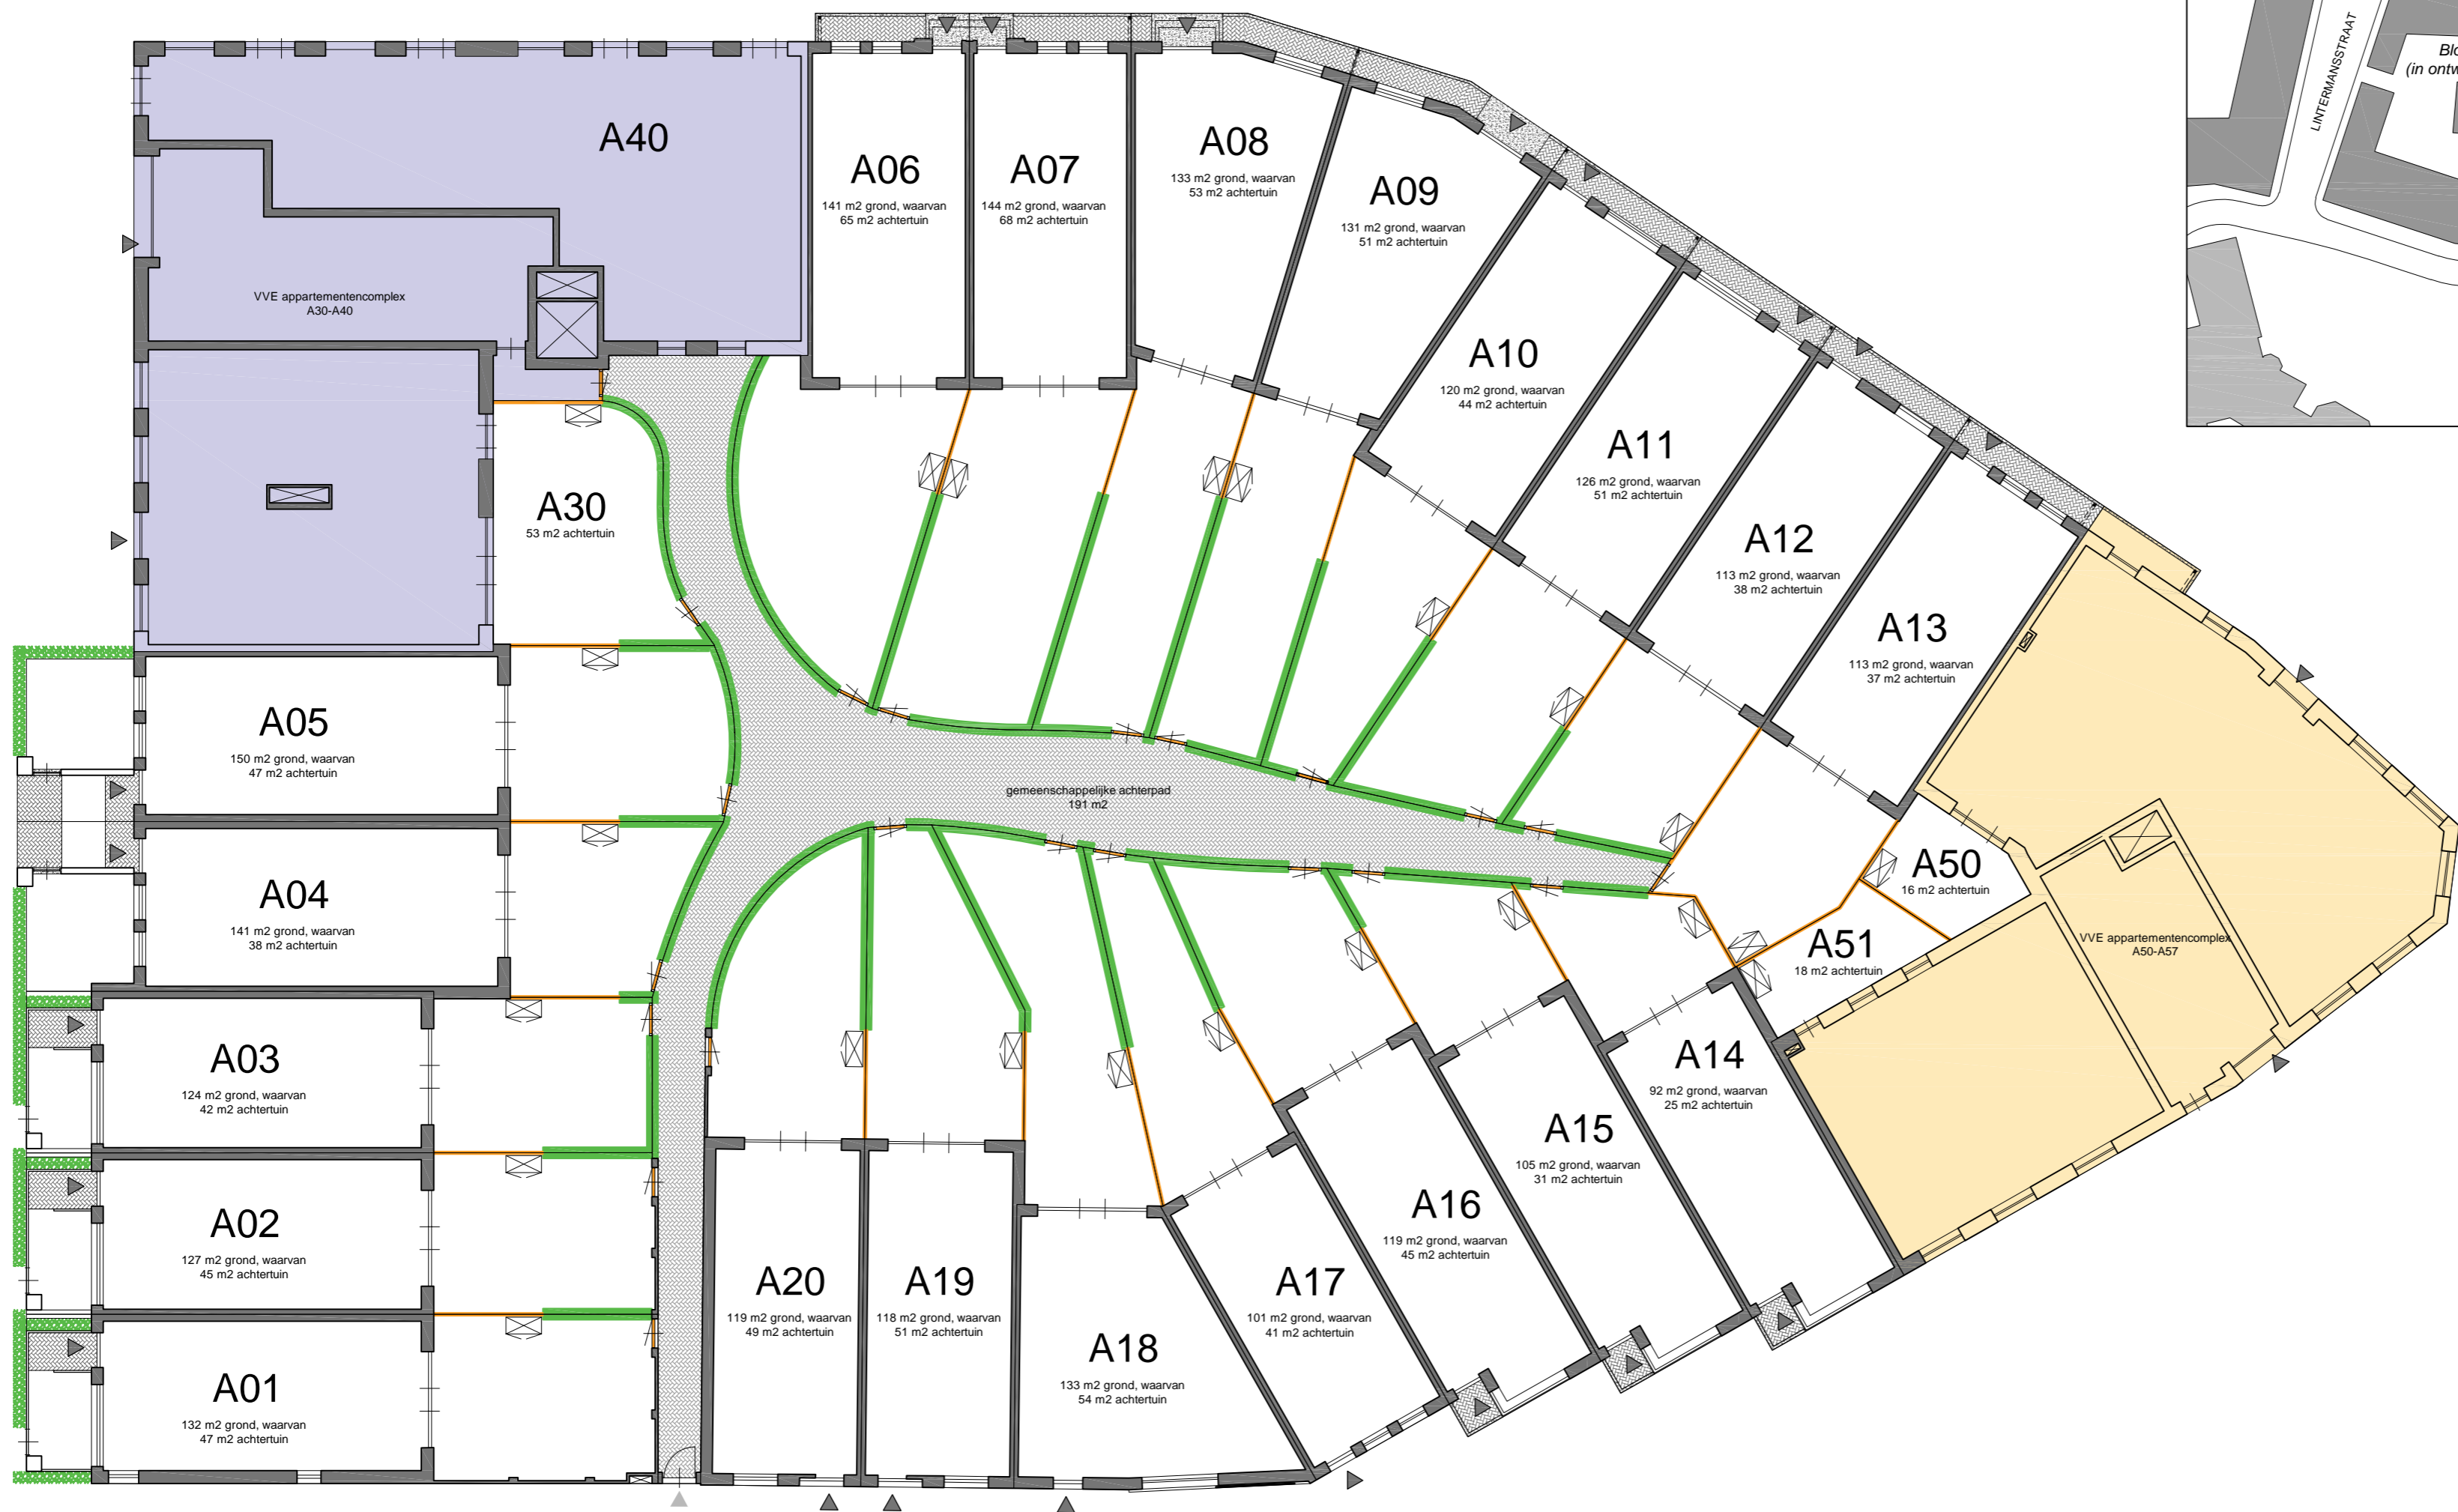 A40
VVE appartementencomplex
A30-A40
A06
141 m2 grond, waarvan
65 m2 achtertuin
A07
144 m2 grond, waarvan
68 m2 achtertuin
A08
133 m2 grond, waarvan
53 m2 achtertuin
A09
131 m2 grond, waarvan
51 m2 achtertuin
A10
120 m2 grond, waarvan
44 m2 achtertuin
A11
126 m2 grond, waarvan
51 m2 achtertuin
A12
113 m2 grond, waarvan
38 m2 achtertuin
A13
113 m2 grond, waarvan
37 m2 achtertuin
LINTERMANSSTRAAT
Blo
(in ontw
A30
53 m2 achtertuin
A05
150 m2 grond, waarvan
47 m2 achtertuin
gemeenschappelijke achterpad
191 m2
A04
141 m2 grond, waarvan
38 m2 achtertuin
A50
16 m2 achtertuin
A51
18 m2 achtertuin
VVE appartementencomplex
A50-A57
A03
124 m2 grond, waarvan
42 m2 achtertuin
A14
92 m2 grond, waarvan
25 m2 achtertuin
A15
105 m2 grond, waarvan
31 m2 achtertuin
A16
119 m2 grond, waarvan
45 m2 achtertuin
A02
127 m2 grond, waarvan
45 m2 achtertuin
A20
119 m2 grond, waarvan
49 m2 achtertuin
A19
118 m2 grond, waarvan
51 m2 achtertuin
A17
101 m2 grond, waarvan
41 m2 achtertuin
A18
133 m2 grond, waarvan
54 m2 achtertuin
A01
132 m2 grond, waarvan
47 m2 achtertuin